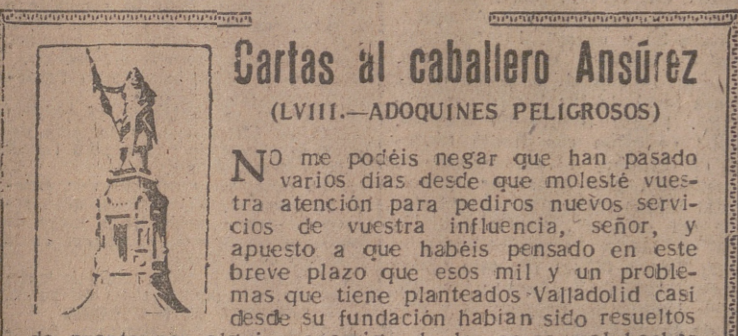 Cartas al caballero Ansúrez
(LVIII.—ADOQUINES PELIGROSOS)
NO me podéis negar que han pasado
varios días desde que molesté vues-
tra atención para pediros nuevos servi-
cios de vuestra influencia, señor, y
apuesto a que habéis pensado en este
breve plazo que esos mil y un proble-
mas que tiene planteados Valladolid casi
desde su fundación habían sido resueltos